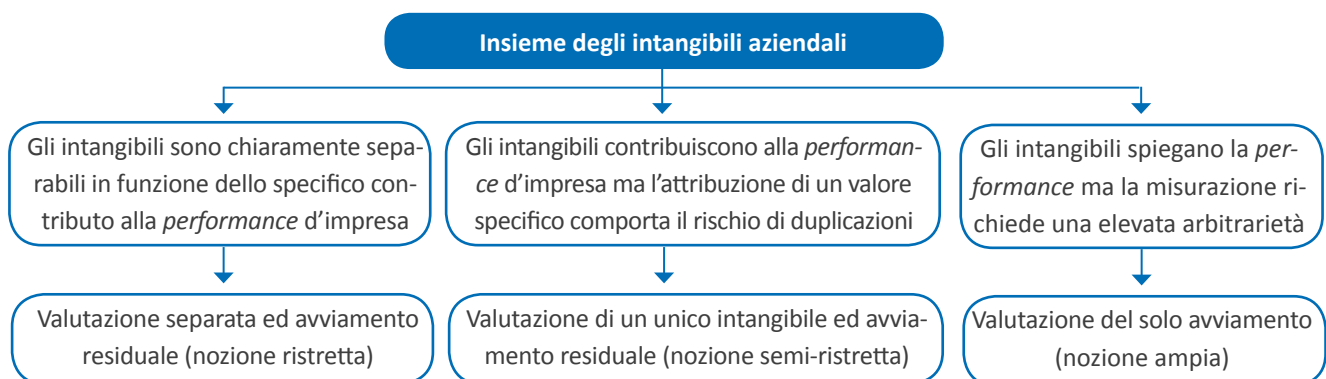 Insieme degli intangibili aziendali
Gli intangibili sono chiaramente sepa-
rabili in funzione dello specifico con-
tributo alla performance d’impresa
Gli intangibili contribuiscono alla performan-
ce d’impresa ma l’attribuzione di un valore
specifico comporta il rischio di duplicazioni
Gli intangibili spiegano la per-
formance ma la misurazione ri-
chiede una elevata arbitrarietà
Valutazione separata ed avviamento
residuale (nozione ristretta)
Valutazione di un unico intangibile ed avvia-
mento residuale (nozione semi-ristretta)
Valutazione del solo avviamento
(nozione ampia)